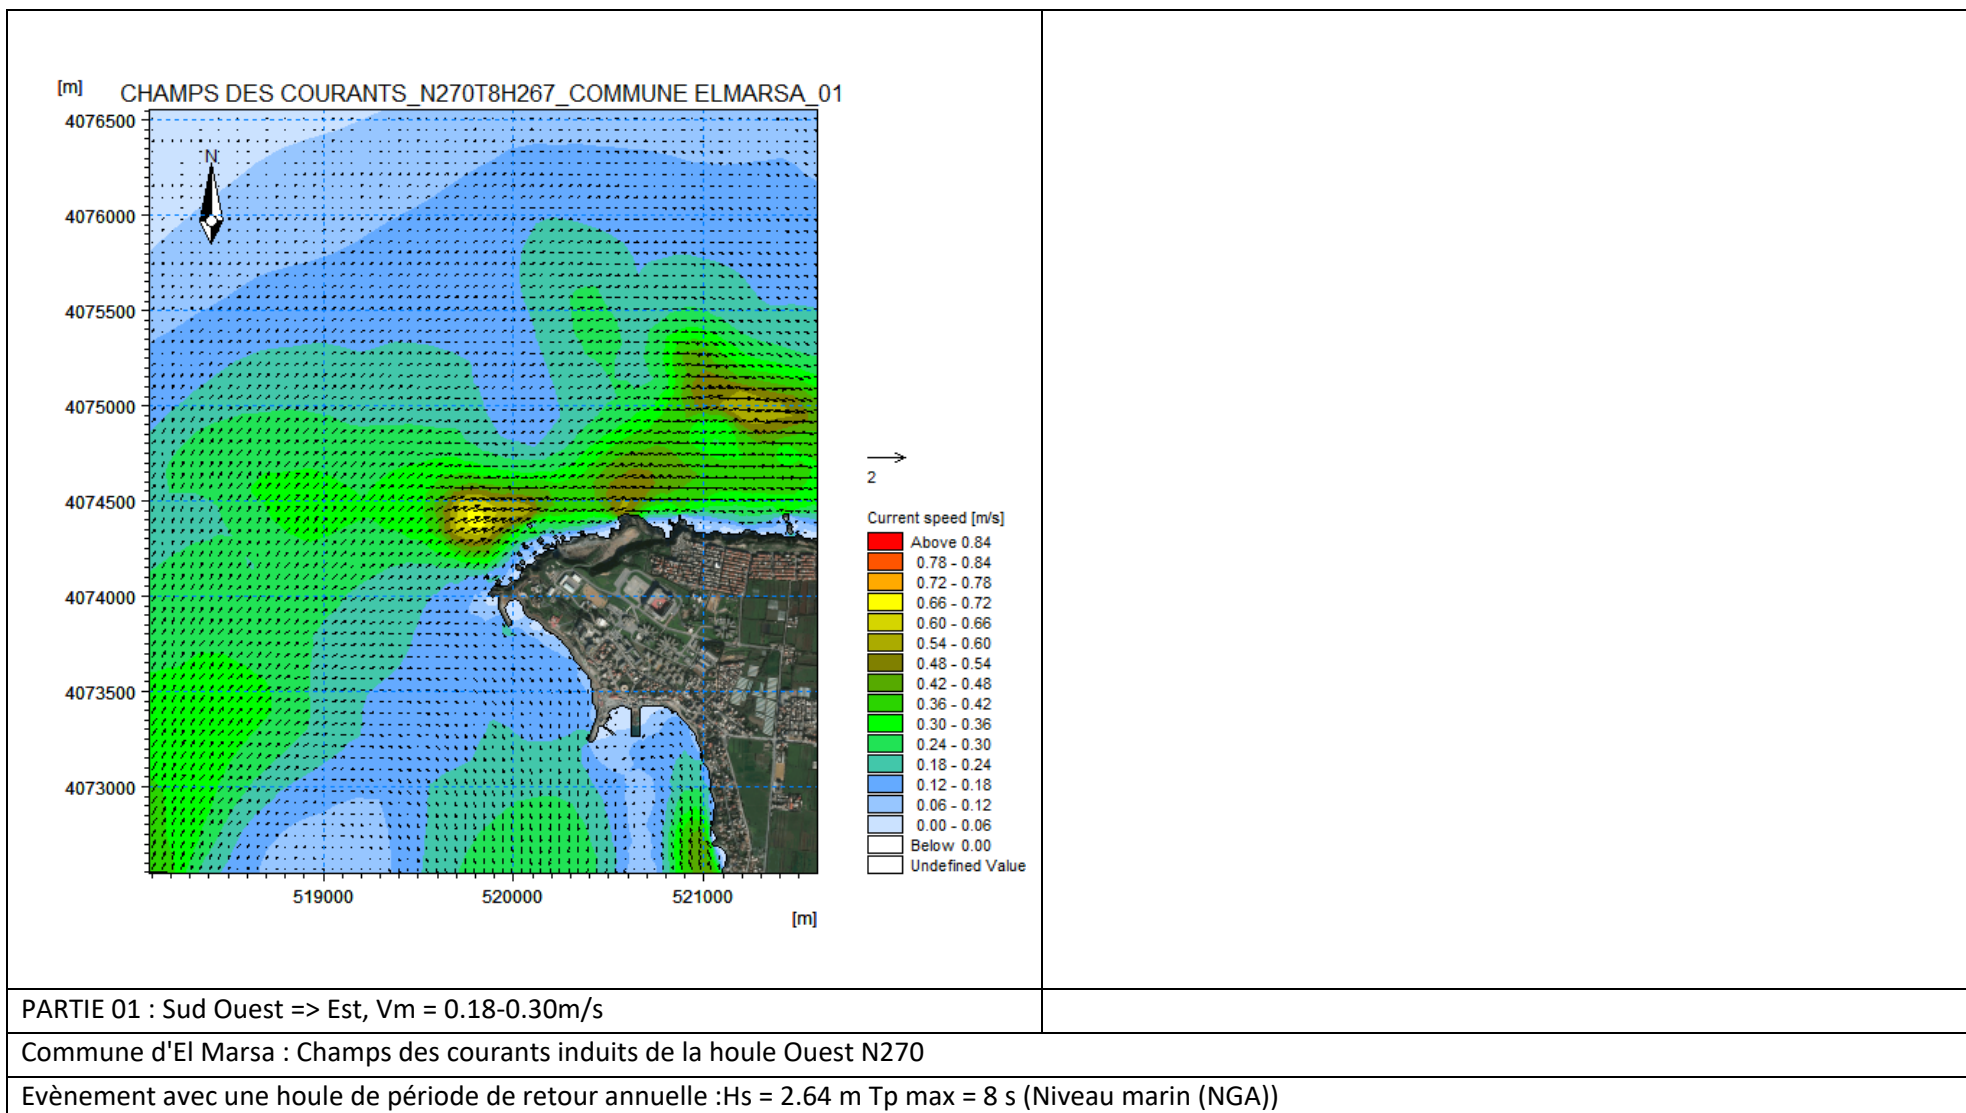 [m]
CHAMPS DES COURANTS_N270T8H267_COMMUNE ELMARSA_01
4076500
4076000
4075500
4075000
4074500
4074000
4073500
4073000
N
519000
520000
521000
[m]
2
Current speed [m/s]
Above 0.84
0.78 - 0.84
0.72 - 0.78
0.66 - 0.72
0.60 - 0.66
0.54 - 0.60
0.48 - 0.54
0.42 - 0.48
0.36 - 0.42
0.30 - 0.36
0.24 - 0.30
0.18 - 0.24
0.12 - 0.18
0.06 - 0.12
0.00 - 0.06
Below 0.00
Undefined Value
PARTIE 01 : Sud Ouest => Est, Vm = 0.18-0.30m/s
Commune d'El Marsa : Champs des courants induits de la houle Ouest N270
Evènement avec une houle de période de retour annuelle :Hs = 2.64 m Tp max = 8 s (Niveau marin (NGA))